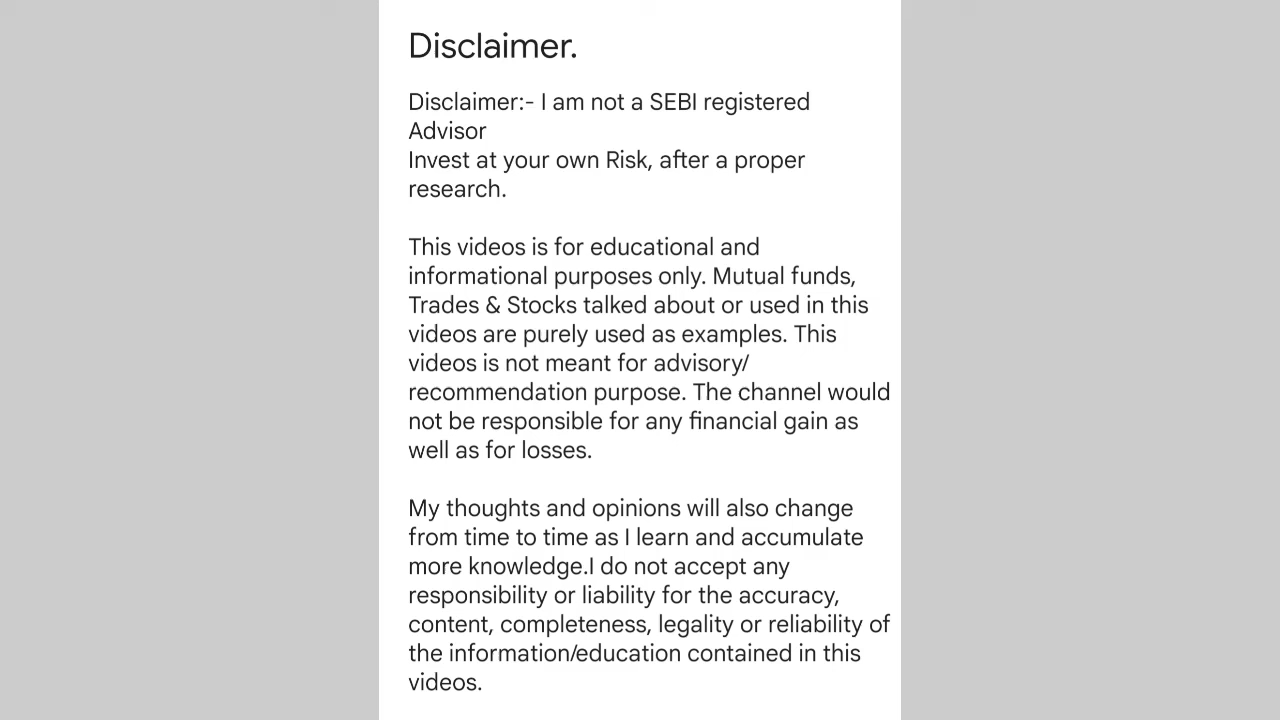 Disclaimer.
Disclaimer:- I am not a SEBI registered
Advisor
Invest at your own Risk, after a proper
research.
This videos is for educational and
informational purposes only. Mutual funds,
Trades & Stocks talked about or used in this
videos are purely used as examples. This
videos is not meant for advisory/
recommendation purpose. The channel would
not be responsible for any financial gain as
well as for losses.
My thoughts and opinions will also change
from time to time as I learn and accumulate
more knowledge.I do not accept any
responsibility or liability for the accuracy,
content, completeness, legality or reliability of
the information/education contained in this
videos.